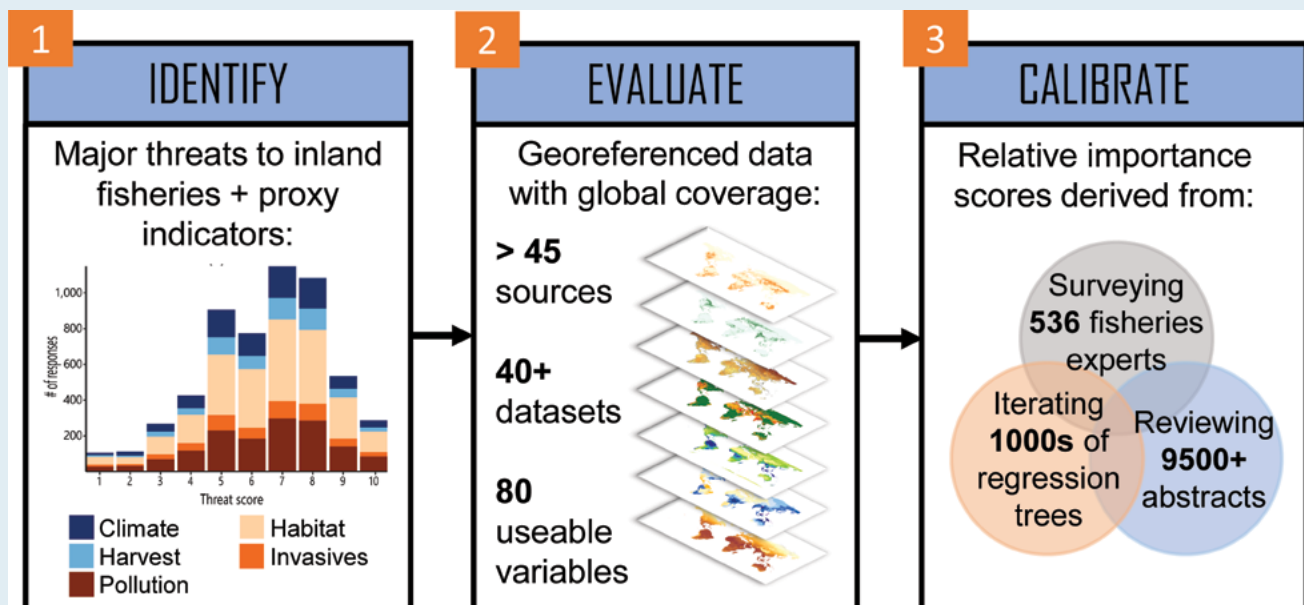 1
IDENTIFY
Major threats to inland
fisheries + proxy
indicators:
1,000
800
600
400
200
# of responses
1 2 3 4 5 6 7 8 9 10
Threat score
Climate
Harvest
Pollution
Habitat
Invasives
2
EVALUATE
Georeferenced data
with global coverage:
> 45
sources
40+
datasets
80
useable
variables
3
CALIBRATE
Relative importance
scores derived from:
Surveying
536 fisheries
experts
Iterating
1000s of
regression
trees
Reviewing
9500+
abstracts